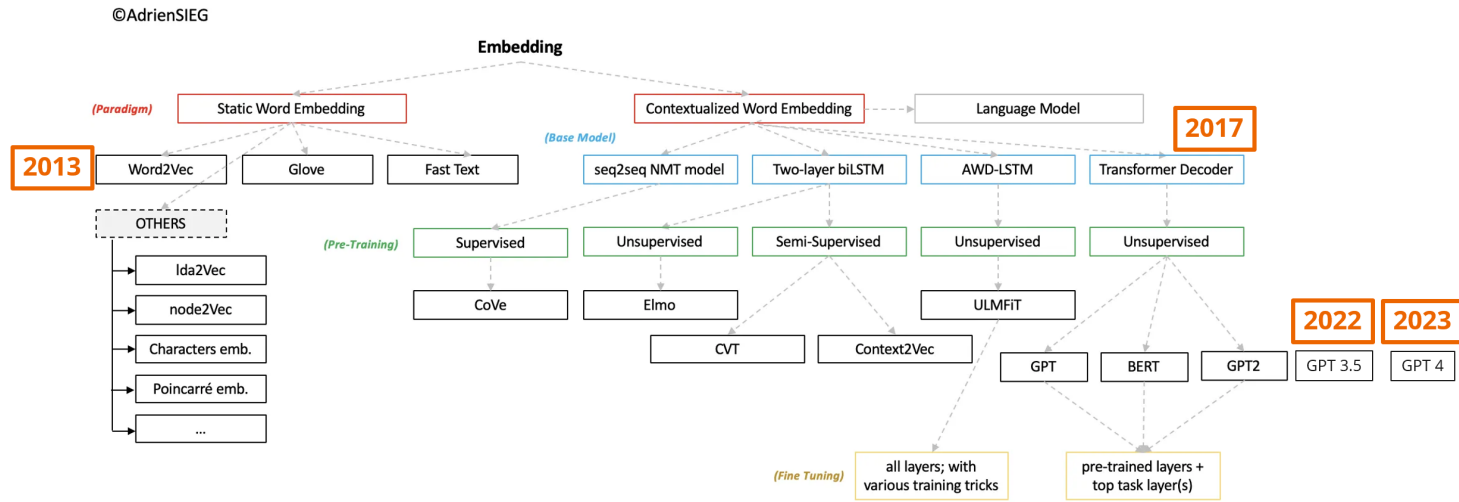 ©AdrienSIEG
Embedding
(Paradigm)
Static Word Embedding
Contextualized Word Embedding
Language Model
2017
(Base Model)
2013
Word2Vec
Glove
Fast Text
seq2seq NMT model
Two-layer biLSTM
AWD-LSTM
Transformer Decoder
OTHERS
(Pre-Training)
Supervised
Unsupervised
Semi-Supervised
Unsupervised
Unsupervised
lda2Vec
node2Vec
Characters emb.
Poincarré emb.
...
CoVe
Elmo
ULMFiT
CVT
Context2Vec
2022
2023
GPT
BERT
GPT2
GPT 3.5
GPT 4
(Fine Tuning)
all layers; with
various training tricks
pre-trained layers +
top task layer(s)